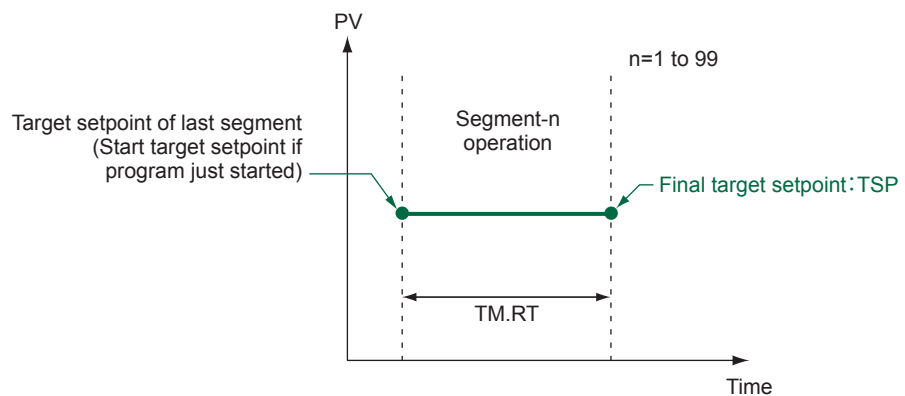 PV
n=1 to 99
Target setpoint of last segment
(Start target setpoint if
program just started)
Segment-n
operation
Final target setpoint:TSP
TM.RT
Time